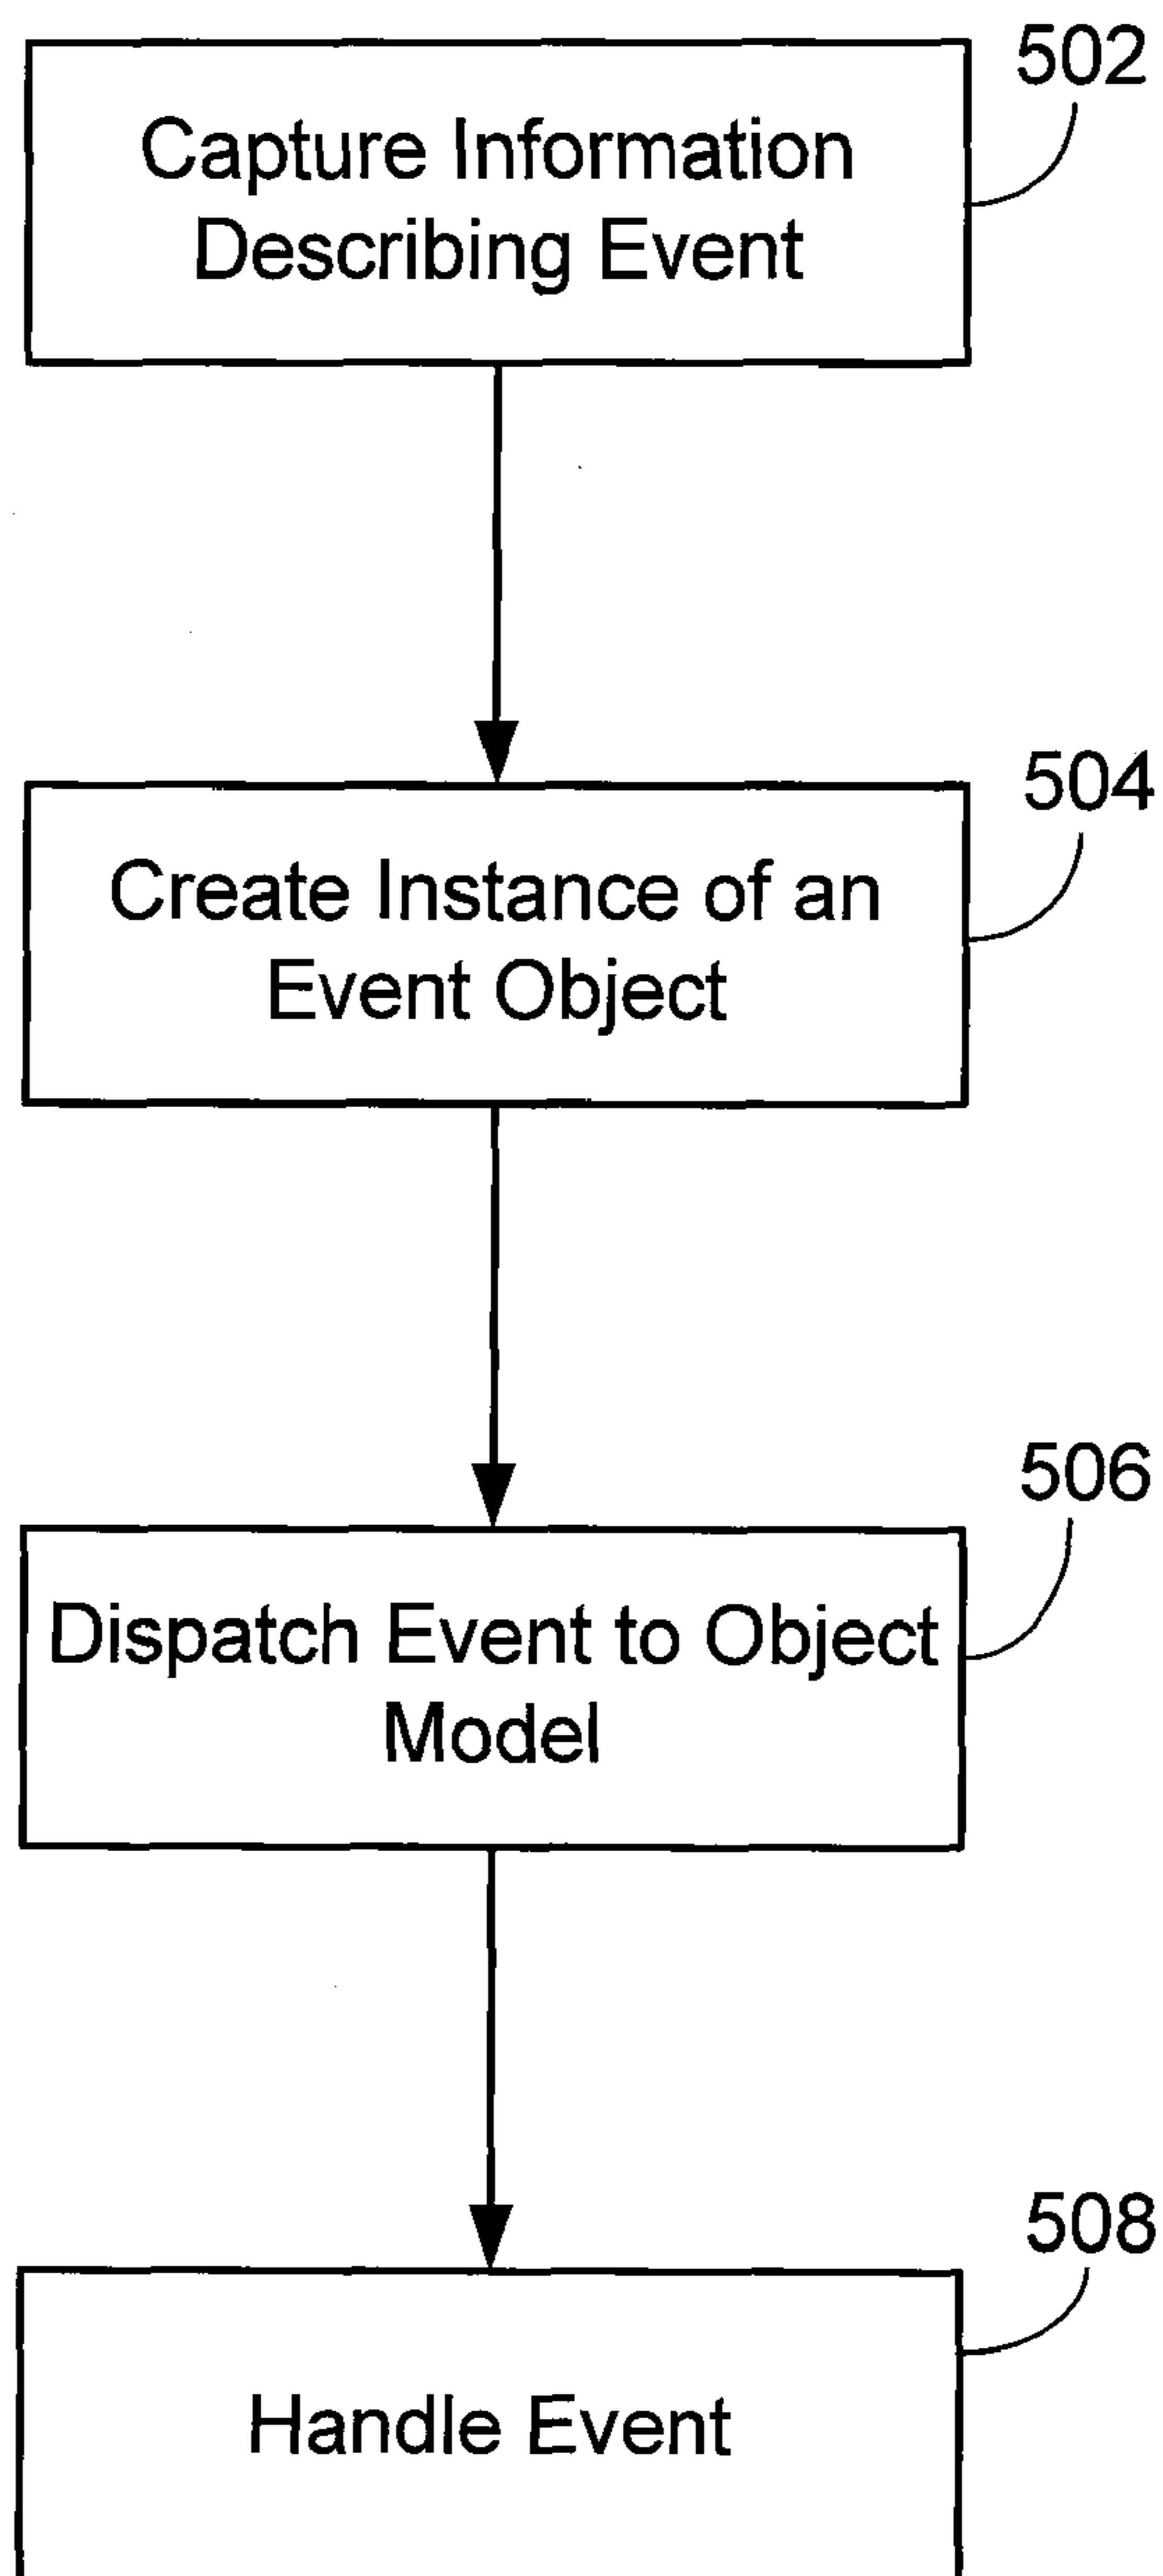 502
Capture Information
Describing Event
504
Create Instance of an
Event Object
506
Dispatch Event to Object
Model
508
Handle Event